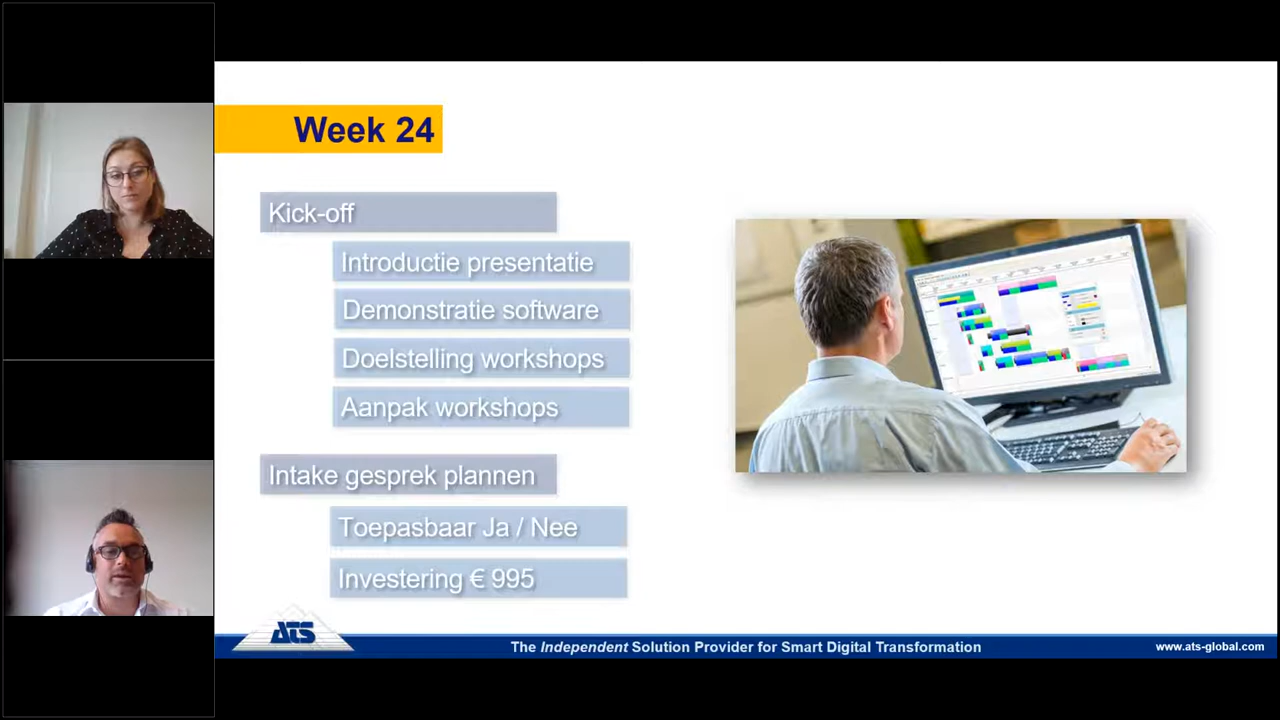 Week 24
Kick-off
Introductie presentatie
Demonstratie software
Doelstelling workshops
Aanpak workshops
Intake gesprek plannen
Toepasbaar Ja / Nee
Investering € 995
ATS
The Independent Solution Provider for Smart Digital Transformation
www.ats-global.com